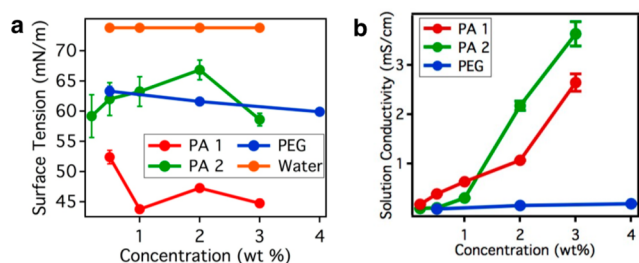 a
Surface Tension (mN/m)
70
65
60
55
50
45
PA 1
PA 2
PEG
Water
1 2 3 4
Concentration (wt %)
b
Solution Conductivity (mS/cm)
3
2
1
PA 1
PA 2
PEG
1 2 3 4
Concentration (wt%)